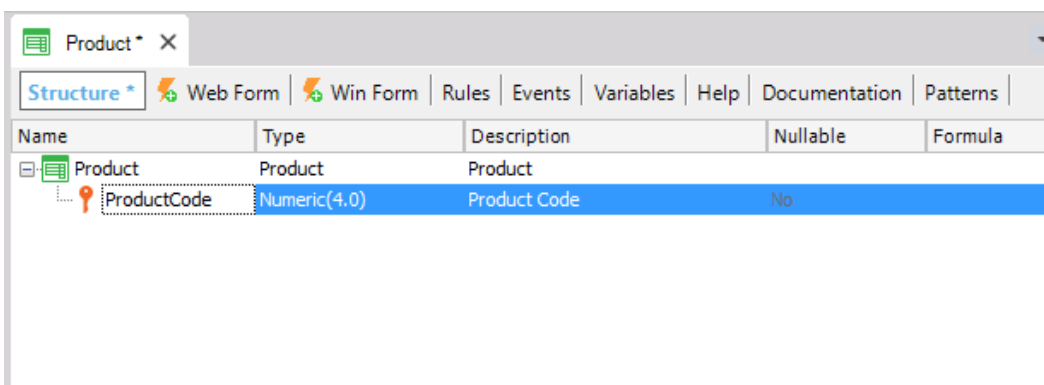 Product *
Structure * Web Form Win Form Rules Events Variables Help Documentation Patterns
Name Type Description Nullable Formula
Product Product Product
ProductCode Numeric(4.0) Product Code No